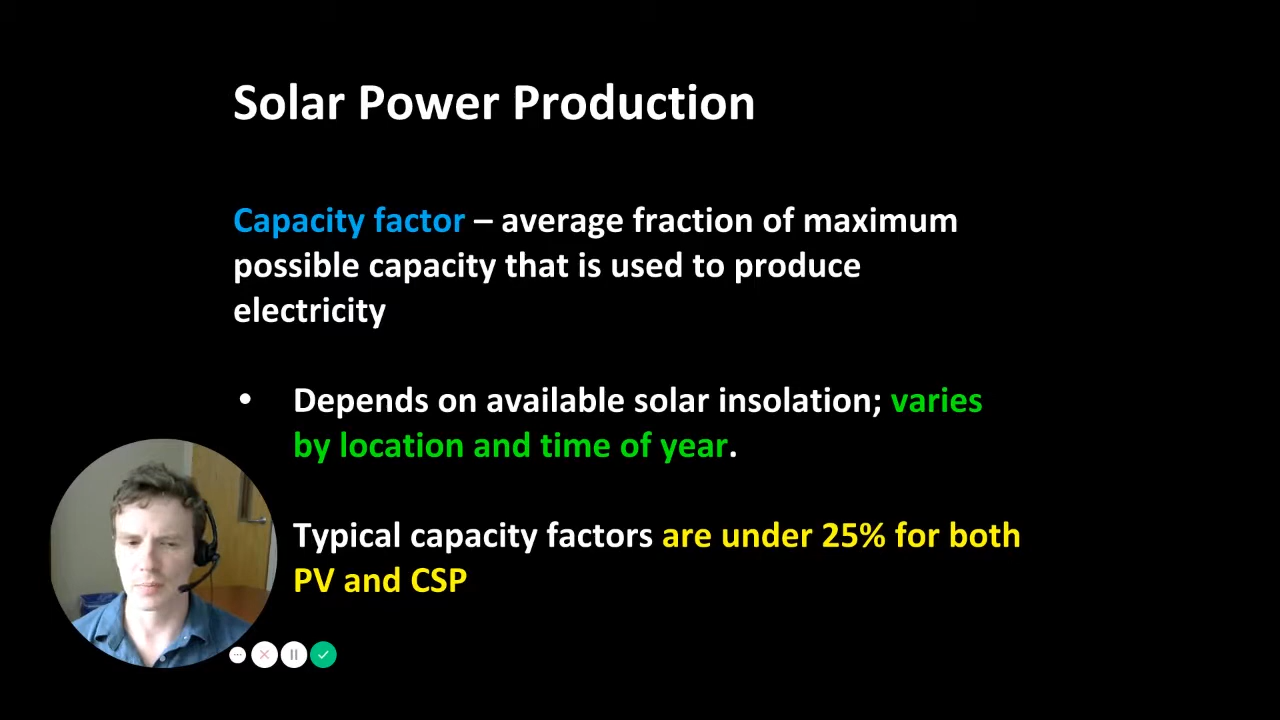 Solar Power Production
Capacity factor – average fraction of maximum
possible capacity that is used to produce
electricity
• Depends on available solar insolation; varies
by location and time of year.
Typical capacity factors are under 25% for both
PV and CSP